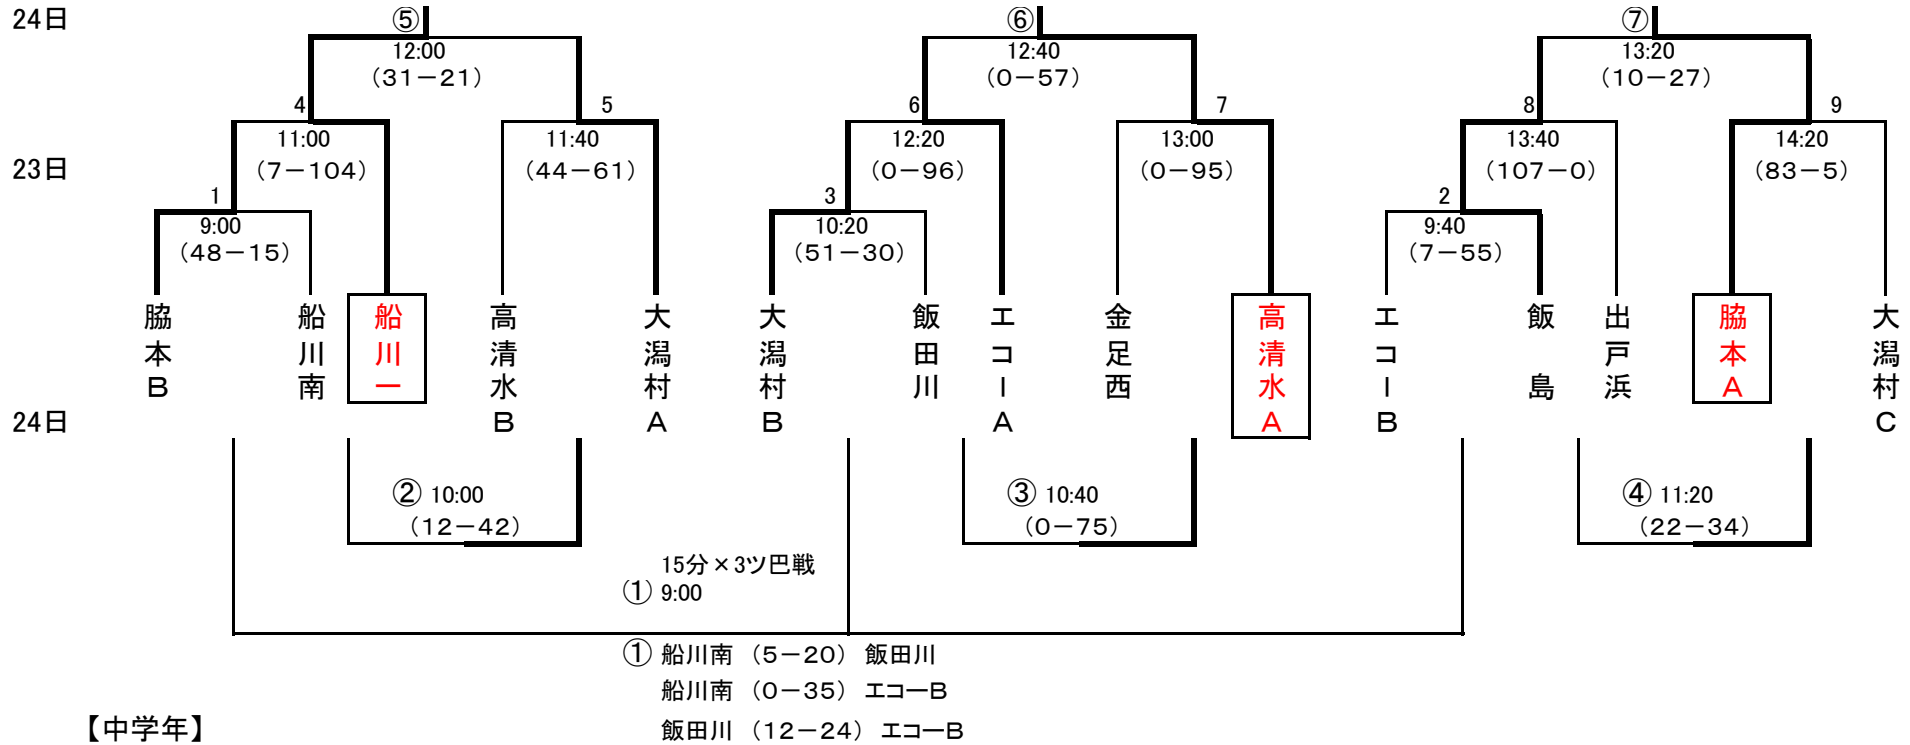 24日
⑤
⑥
⑦
12:00
12:40
13:20
(31-21)
(0-57)
(10-27)
4
5
6
7
8
9
11:00
11:40
12:20
13:00
13:40
14:20
23日
(7-104)
(44-61)
(0-96)
(0-95)
(107-0)
(83-5)
1
3
2
9:00
10:20
9:40
(48-15)
(51-30)
(7-55)
脇本B
船川南
船川一
高清水B
大潟村A
大潟村B
飯田川
エコーA
金足西
高清水A
エコーB
飯島
出戸浜
脇本A
大潟村C
24日
② 10:00
③ 10:40
④ 11:20
(12-42)
(0-75)
(22-34)
15分×3ツ巴戦
① 9:00
① 船川南 (5-20) 飯田川
船川南 (0-35) エコーB
飯田川 (12-24) エコーB
【中学年】